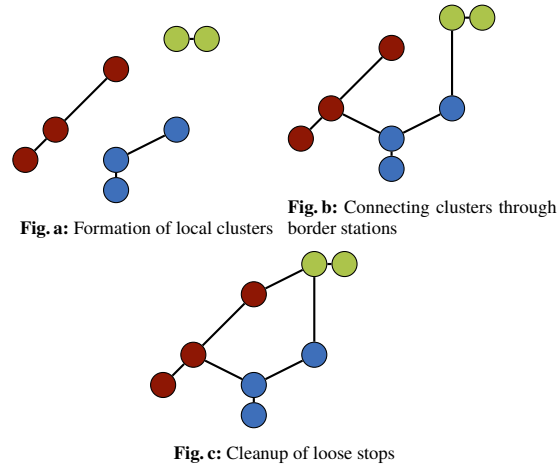 Fig. a: Formation of local clusters
Fig. b: Connecting clusters through
border stations
Fig. c: Cleanup of loose stops